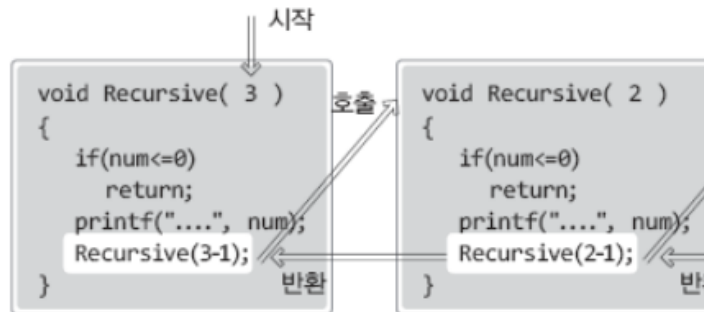 시작
void Recursive( 3 )
{
if(num<=0)
return;
printf("....", num);
Recursive(3-1);
}
호출
반환
void Recursive( 2 )
{
if(num<=0)
return;
printf("....", num);
Recursive(2-1);
}